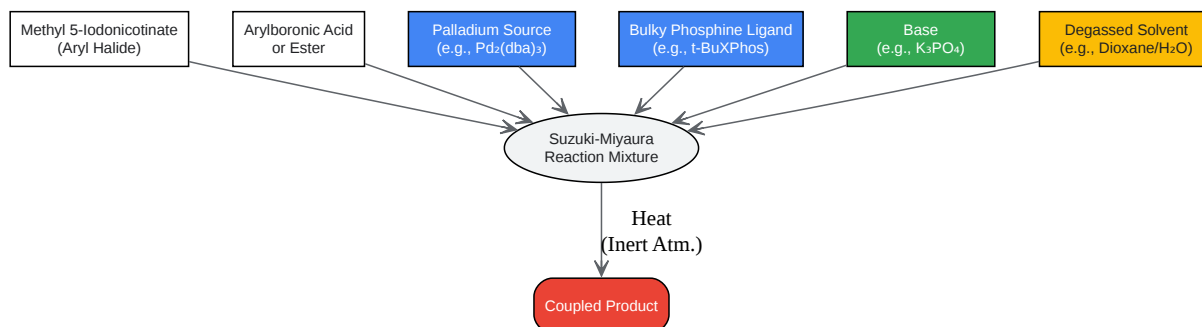 Methyl 5-Iodonicotinate
(Aryl Halide)
Arylboronic Acid
or Ester
Palladium Source
(e.g., Pd₂(dba)₃)
Bulky Phosphine Ligand
(e.g., t-BuXPhos)
Base
(e.g., K₃PO₄)
Degassed Solvent
(e.g., Dioxane/H₂O)
Suzuki-Miyaura
Reaction Mixture
Heat
(Inert Atm.)
Coupled Product